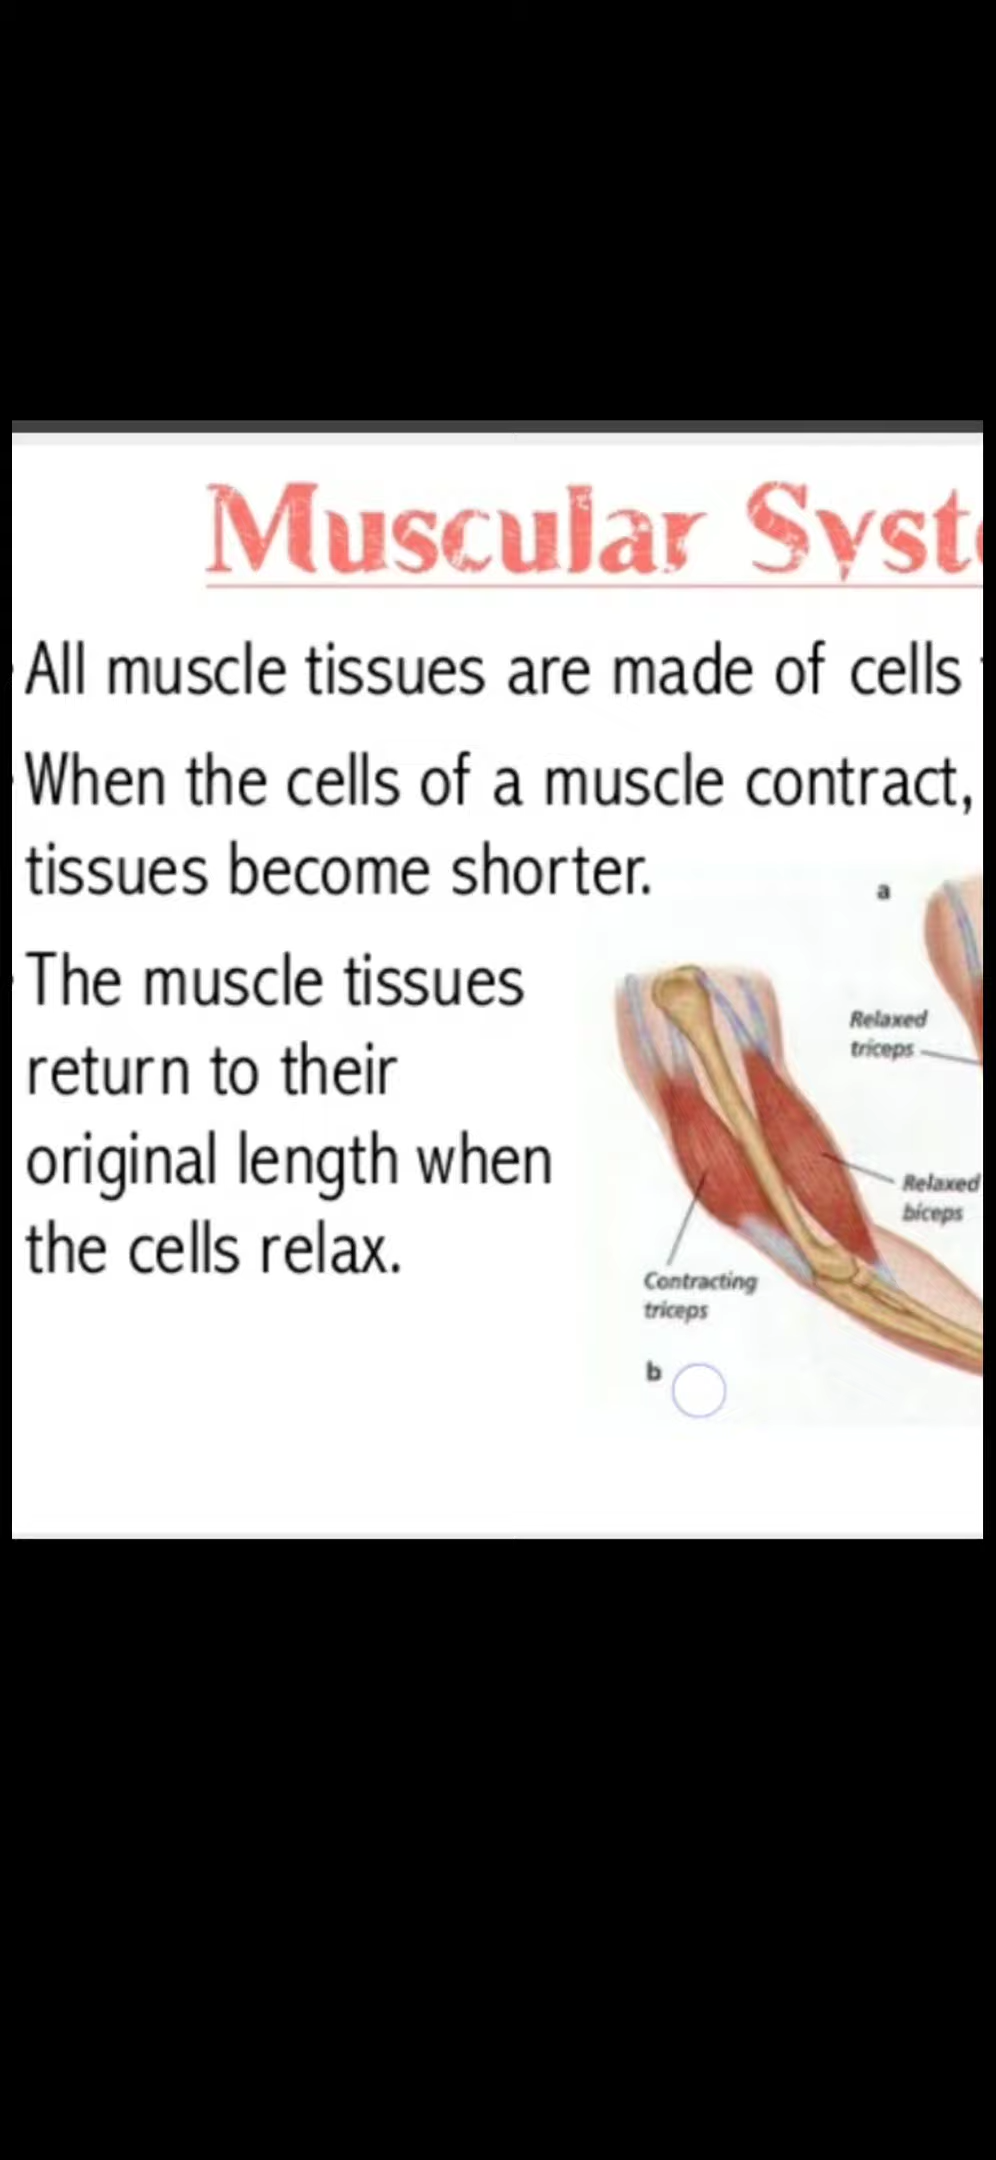 Muscular Syst
All muscle tissues are made of cells
When the cells of a muscle contract,
tissues become shorter.
The muscle tissues
return to their
original length when
the cells relax.
a
Relaxed
triceps
Relaxed
biceps
Contracting
triceps
b